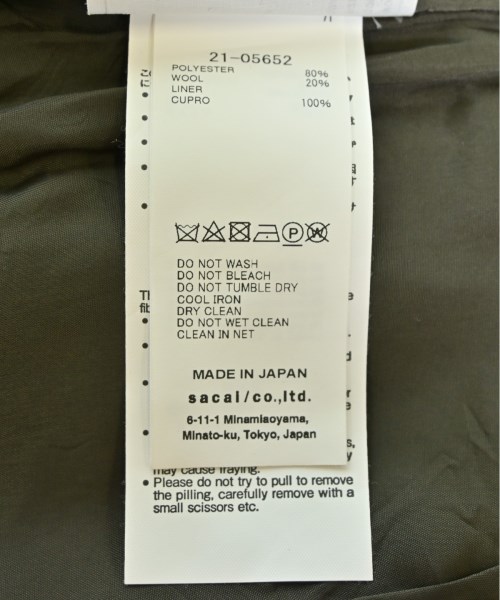 21-05652
POLYESTER 80%
WOOL 20%
LINER
CUPRO 100%
P W
DO NOT WASH
DO NOT BLEACH
DO NOT TUMBLE DRY
COOL IRON
DRY CLEAN
DO NOT WET CLEAN
CLEAN IN NET
MADE IN JAPAN
sacai/co.,ltd.
6-11-1 Minamiaoyama,
Minato-ku, Tokyo, Japan
may cause fraying.
• Please do not try to pull to remove
the pilling, carefully remove with a
small scissors etc.